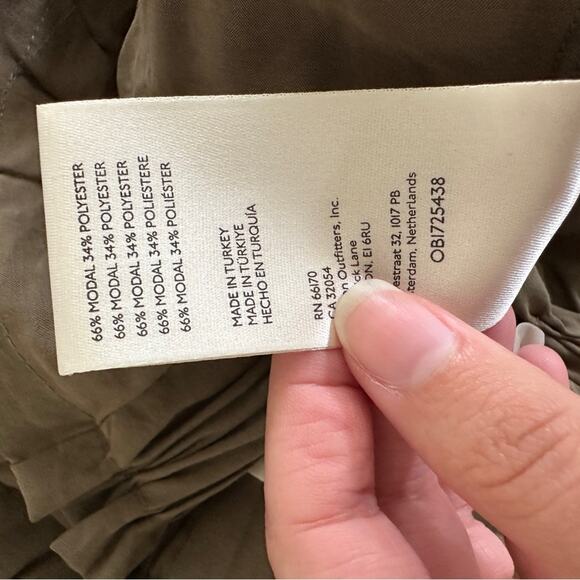 66% MODAL 34% POLYESTER
66% MODAL 34% POLYESTER
66% MODAL 34% POLYESTER
66% MODAL 34% POLIESTERE
66% MODAL 34% POLIÉSTER
MADE IN TURKEY
MADE IN TÜRKİYE
HECHO EN TURQUÍA
RN 66170
CA 32054
Outfitters, Inc.
Lane
E1 6RU
32, 1017 PB
Netherlands
OB1725438